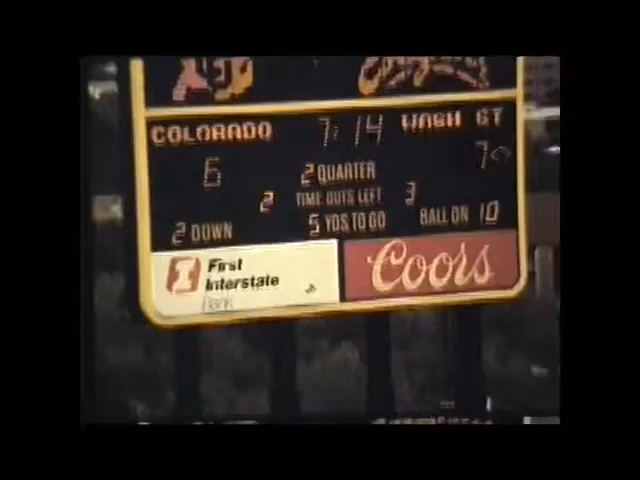 COLORADO 7:14 WASH ST
6 2 QUARTER 7
2 TIME OUTS LEFT 3
2 DOWN 5 YDS TO GO BALL ON 10
First
Interstate
Bank
Coors